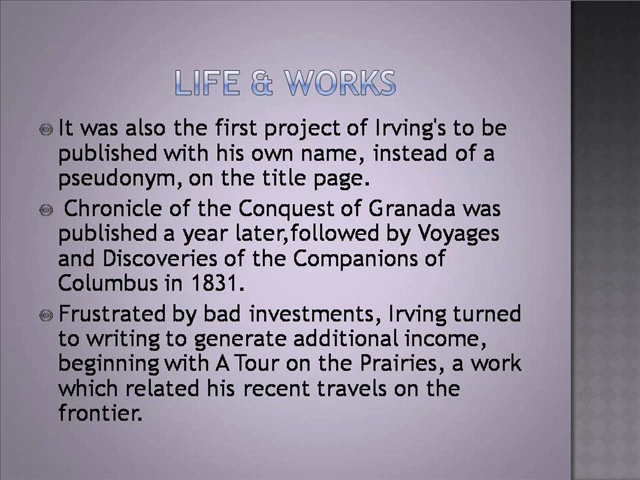 LIFE & WORKS
It was also the first project of Irving's to be
published with his own name, instead of a
pseudonym, on the title page.
Chronicle of the Conquest of Granada was
published a year later,followed by Voyages
and Discoveries of the Companions of
Columbus in 1831.
Frustrated by bad investments, Irving turned
to writing to generate additional income,
beginning with A Tour on the Prairies, a work
which related his recent travels on the
frontier.